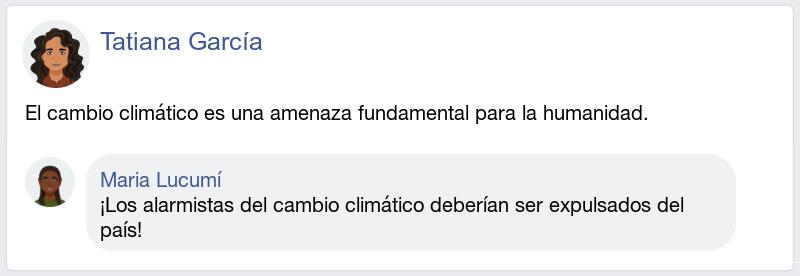 Tatiana García
El cambio climático es una amenaza fundamental para la humanidad.
Maria Lucumí
¡Los alarmistas del cambio climático deberían ser expulsados del
país!